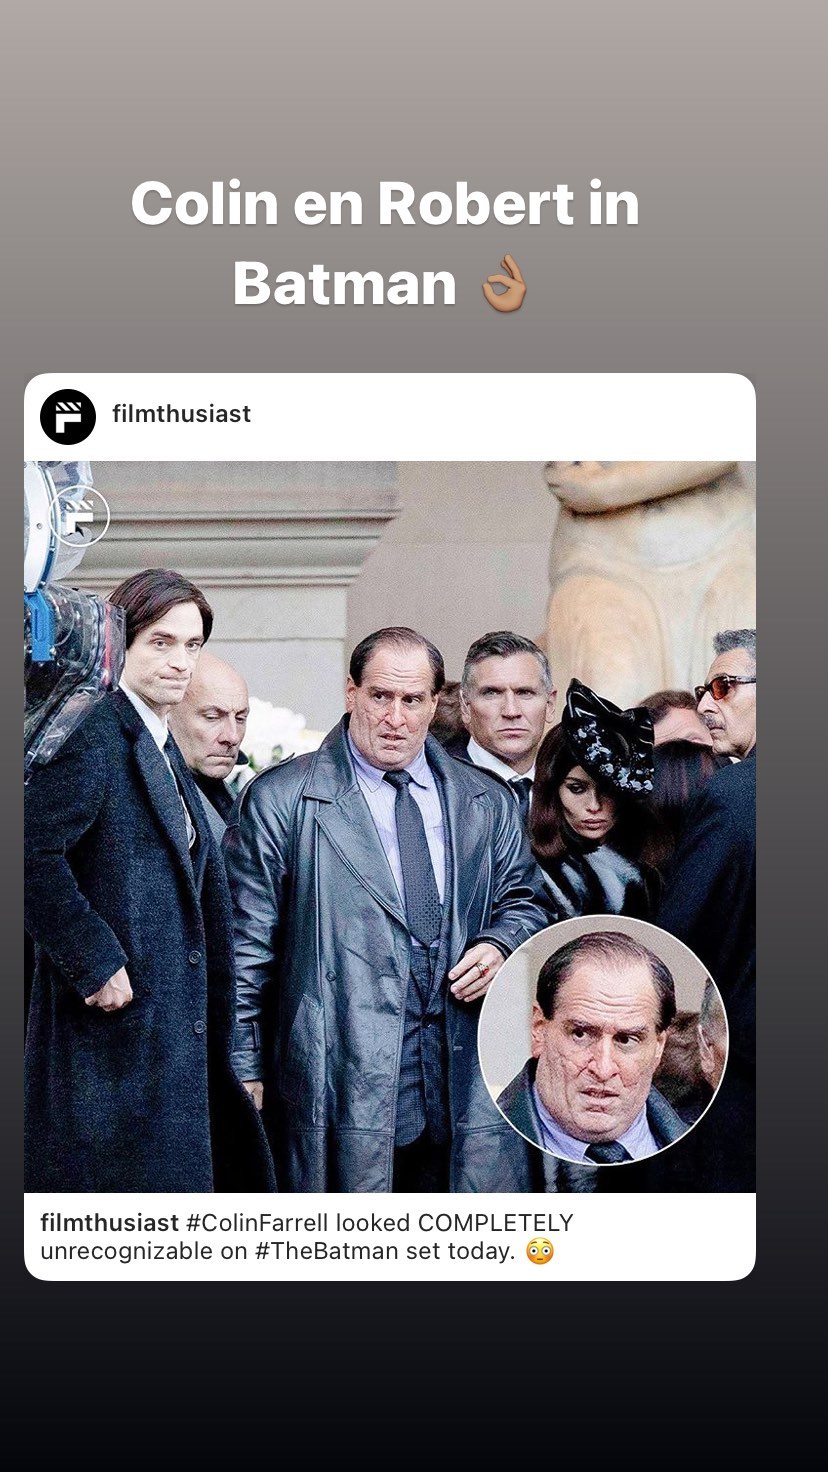 Colin en Robert in
Batman 👌🏽
filmthusiast
filmthusiast #ColinFarrell looked COMPLETELY
unrecognizable on #TheBatman set today. 😳